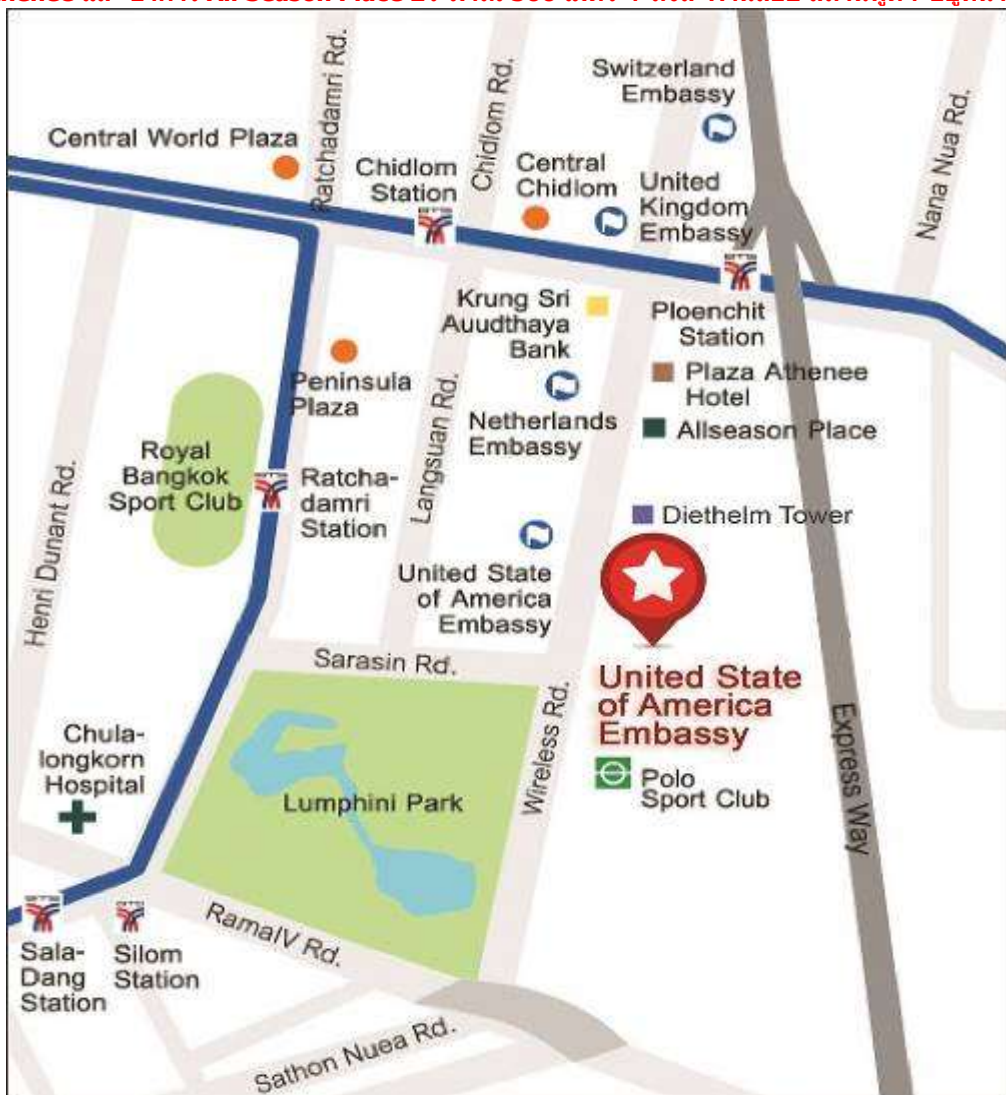 All Season Place
Ratchadamri Rd.
Chidlom Rd.
Switzerland
Embassy
Nana Nua Rd.
Central World Plaza
Chidlom
Station
Central
Chidlom
United
Kingdom
Embassy
Krung Sri
Auudthaya
Bank
Ploenchit
Station
Peninsula
Plaza
Plaza Athenee
Hotel
Netherlands
Embassy
Allseason Place
Langsuan Rd.
Royal
Bangkok
Sport Club
Ratcha-
damri
Station
Henri Dunant Rd.
Diethelm Tower
United State
of America
Embassy
Sarasin Rd.
United State
of America
Embassy
Wireless Rd.
Express Way
Chula-
longkorn
Hospital
Lumphini Park
Polo
Sport Club
RamaIV Rd.
Sala-
Dang
Station
Silom
Station
Sathon Nuea Rd.